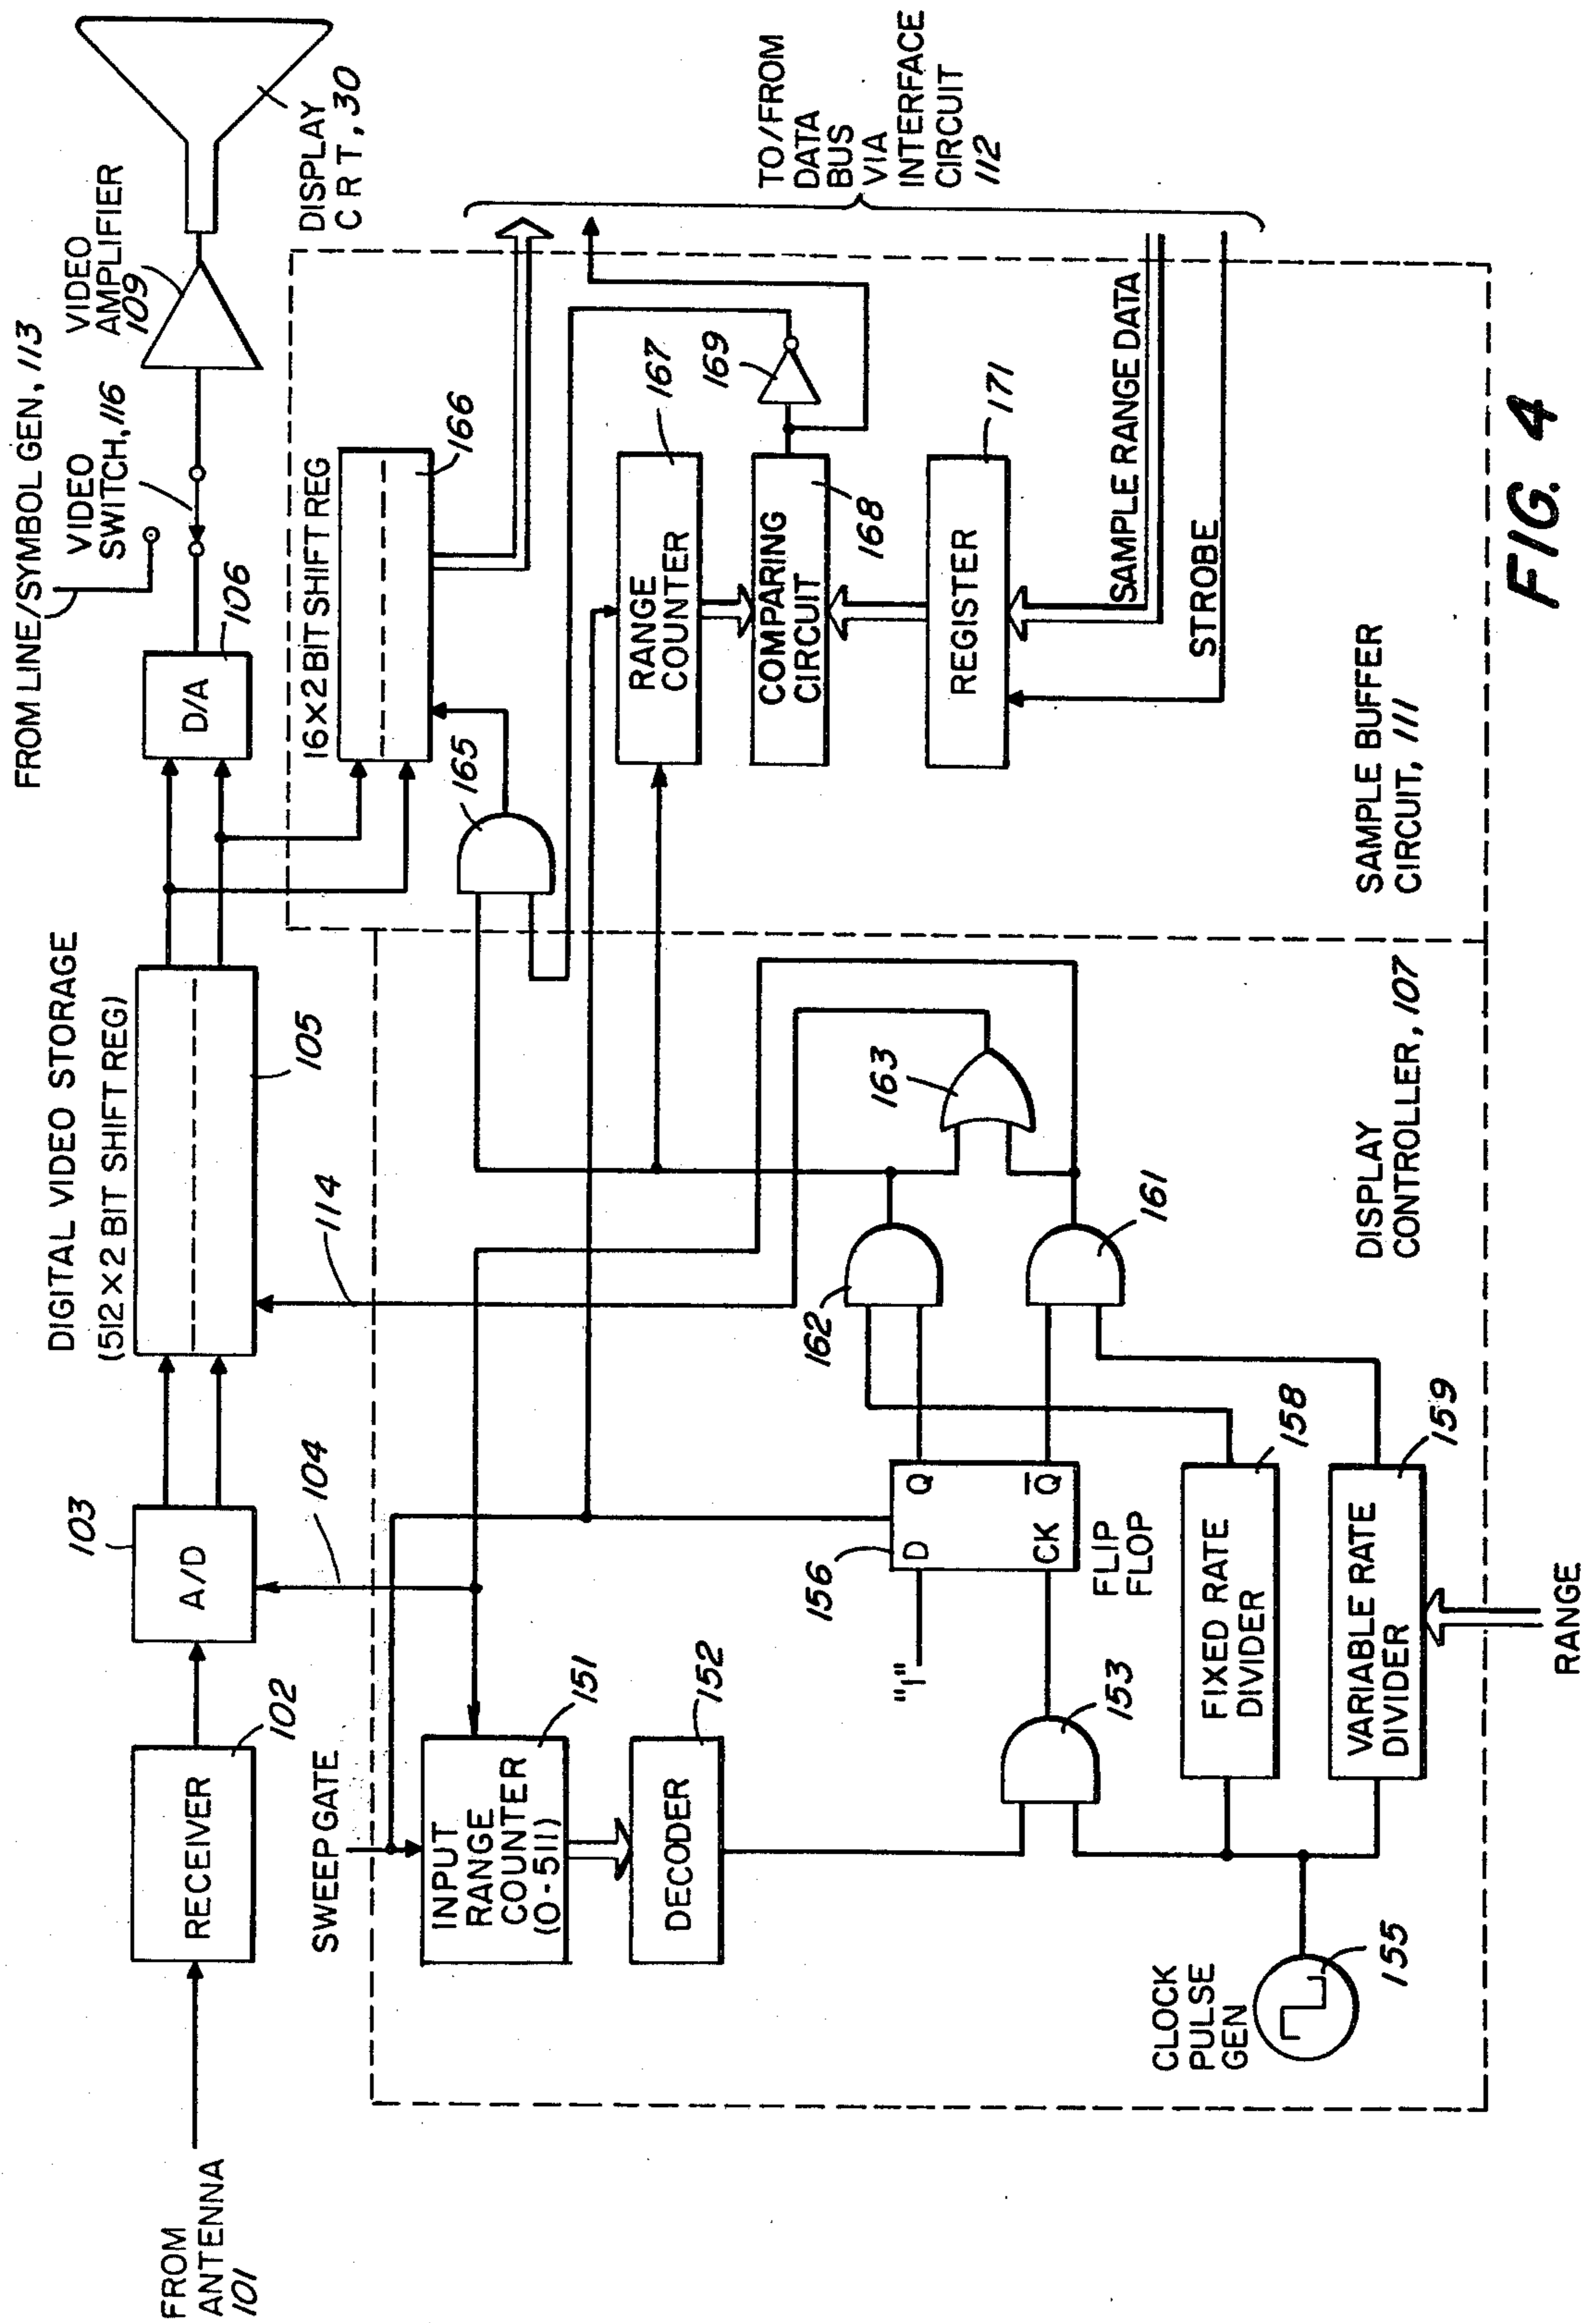 FROM LINE/SYMBOL GEN, 113
VIDEO
SWITCH, 116
VIDEO
AMPLIFIER
109
DISPLAY
CRT, 30
DIGITAL VIDEO STORAGE
(512 × 2 BIT SHIFT REG)
105
106
D/A
103
A/D
104
114
RECEIVER
102
FROM
ANTENNA
101
16×2 BIT SHIFT REG
166
165
TO/FROM
DATA
BUS
VIA
INTERFACE
CIRCUIT
112
SWEEP GATE
INPUT
RANGE
COUNTER
(0-511)
151
DECODER
152
RANGE
COUNTER
167
COMPARING
CIRCUIT
168
169
REGISTER
171
SAMPLE RANGE DATA
STROBE
163
162
161
156
D
Q
CK
Q̅
"1"
FLIP
FLOP
153
FIXED RATE
DIVIDER
158
VARIABLE RATE
DIVIDER
159
CLOCK
PULSE
GEN
155
RANGE
DISPLAY
CONTROLLER, 107
SAMPLE BUFFER
CIRCUIT, 111
FIG. 4